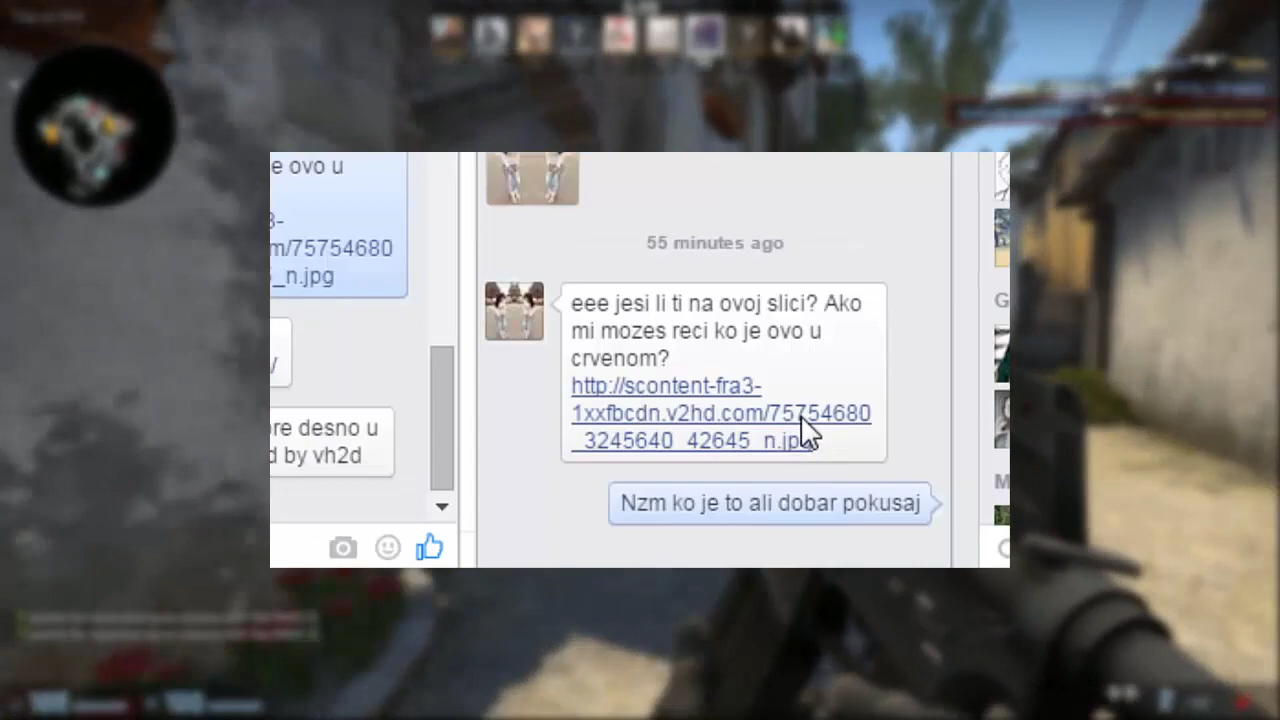 e ovo u
3-
m/75754680
_n.jpg
/
ore desno u
d by vh2d
55 minutes ago
eee jesi li ti na ovoj slici? Ako
mi mozes reci ko je ovo u
crvenom?
http://scontent-fra3-
1xxfbcdn.v2hd.com/75754680
_3245640_42645_n.jp
Nzm ko je to ali dobar pokusaj
G
M